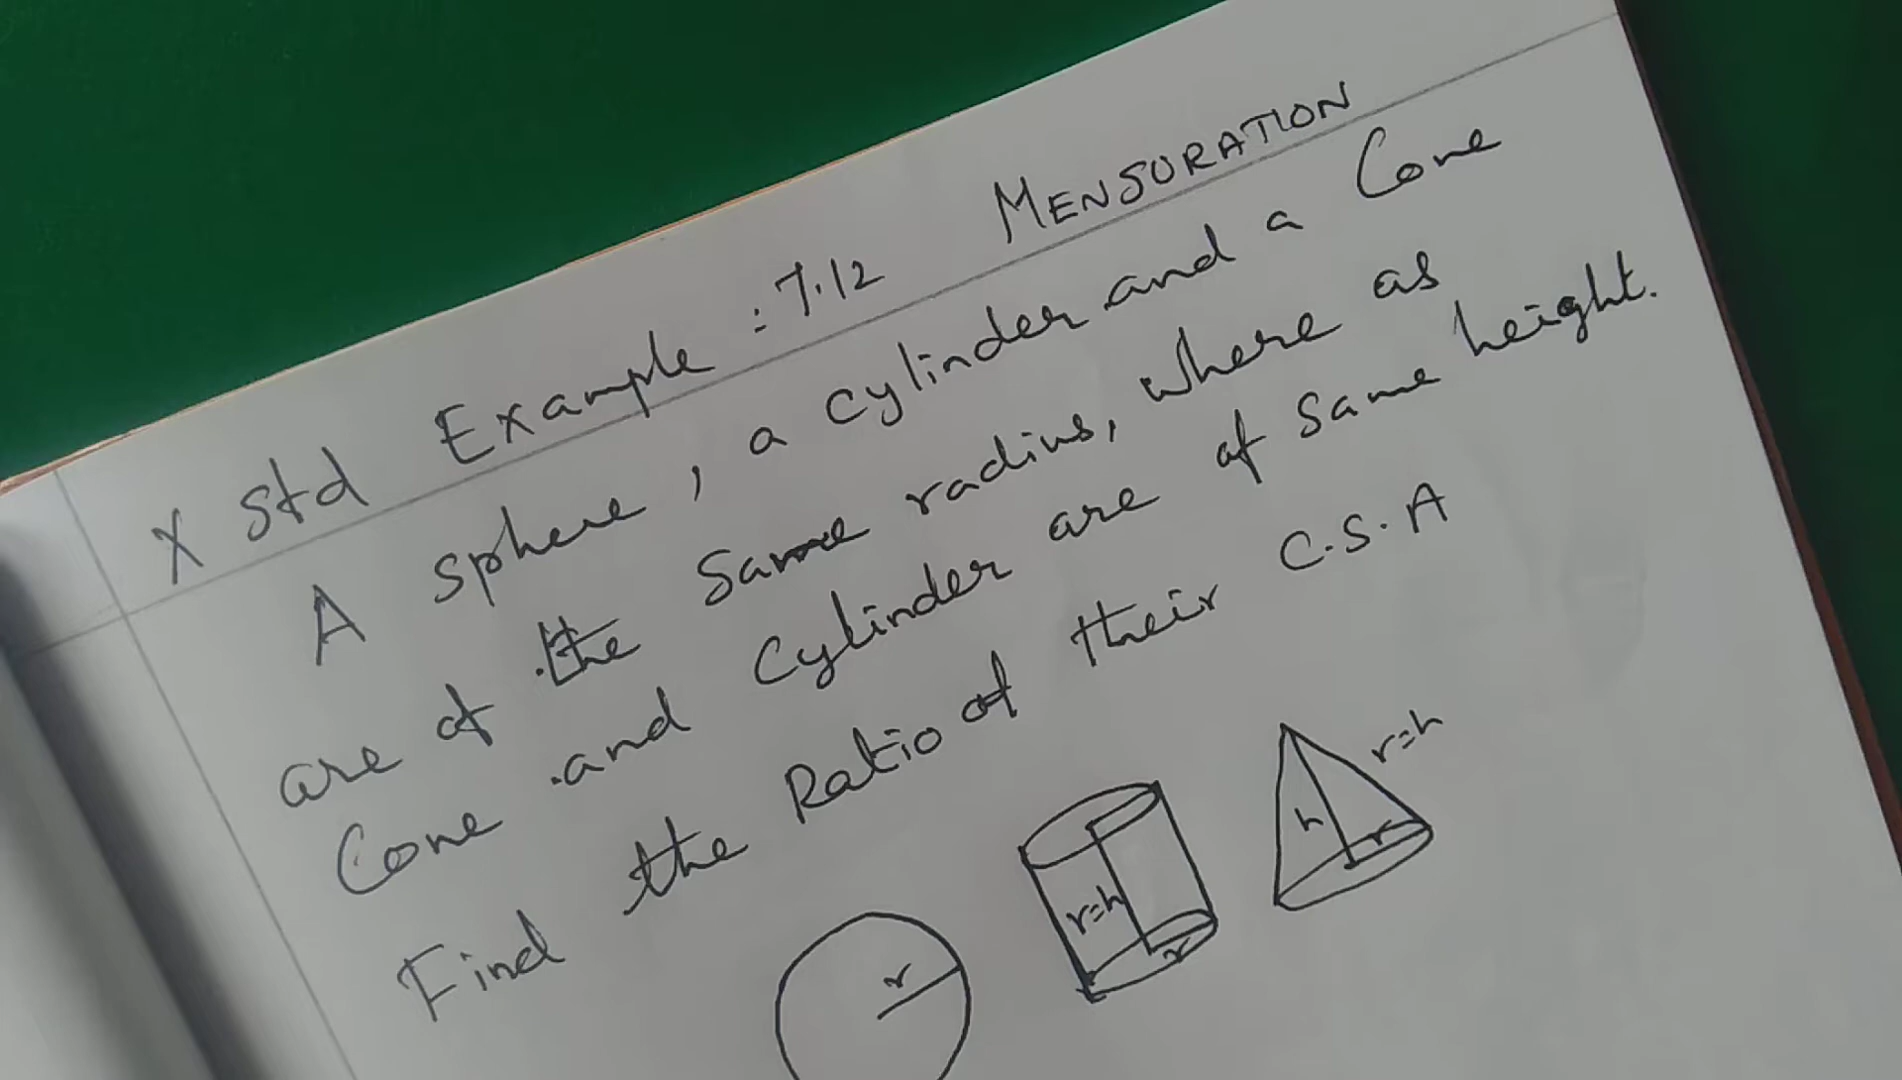 X Std Example : 7.12 MENSURATION
A sphere, a cylinder and a Cone
are of the Same radius, where as
Cone and Cylinder are of Same height.
Find the Ratio of their C.S.A
r
r=h
r
h
r
r=h